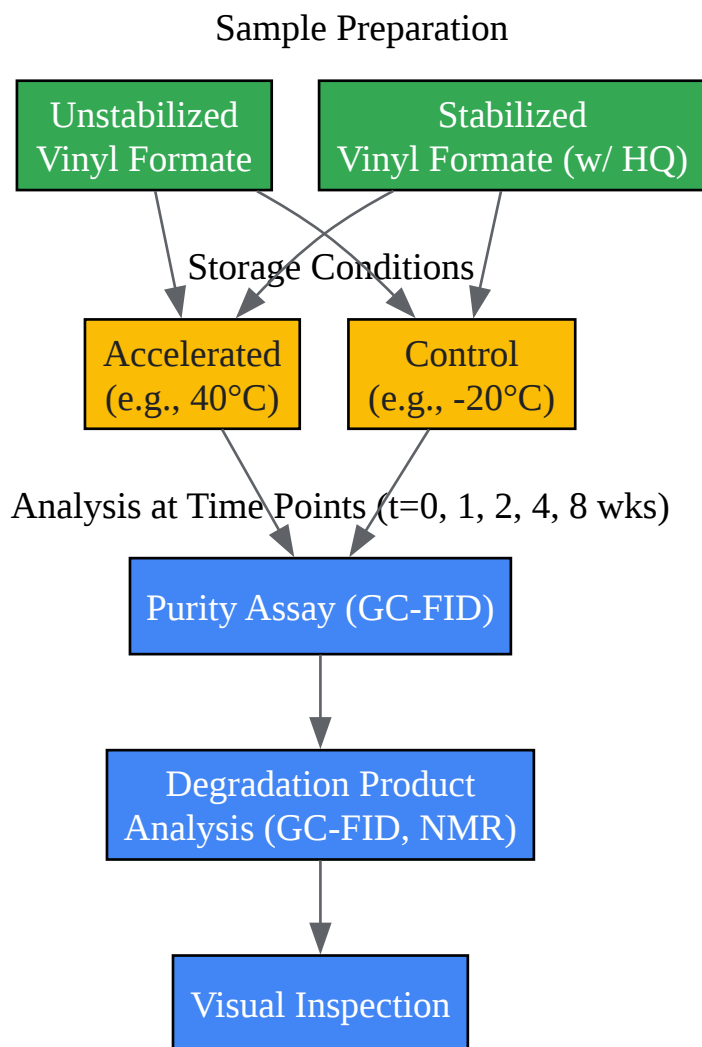 Sample Preparation
Unstabilized
Vinyl Formate
Stabilized
Vinyl Formate (w/ HQ)
Storage Conditions
Accelerated
(e.g., 40°C)
Control
(e.g., -20°C)
Analysis at Time Points (t=0, 1, 2, 4, 8 wks)
Purity Assay (GC-FID)
Degradation Product
Analysis (GC-FID, NMR)
Visual Inspection